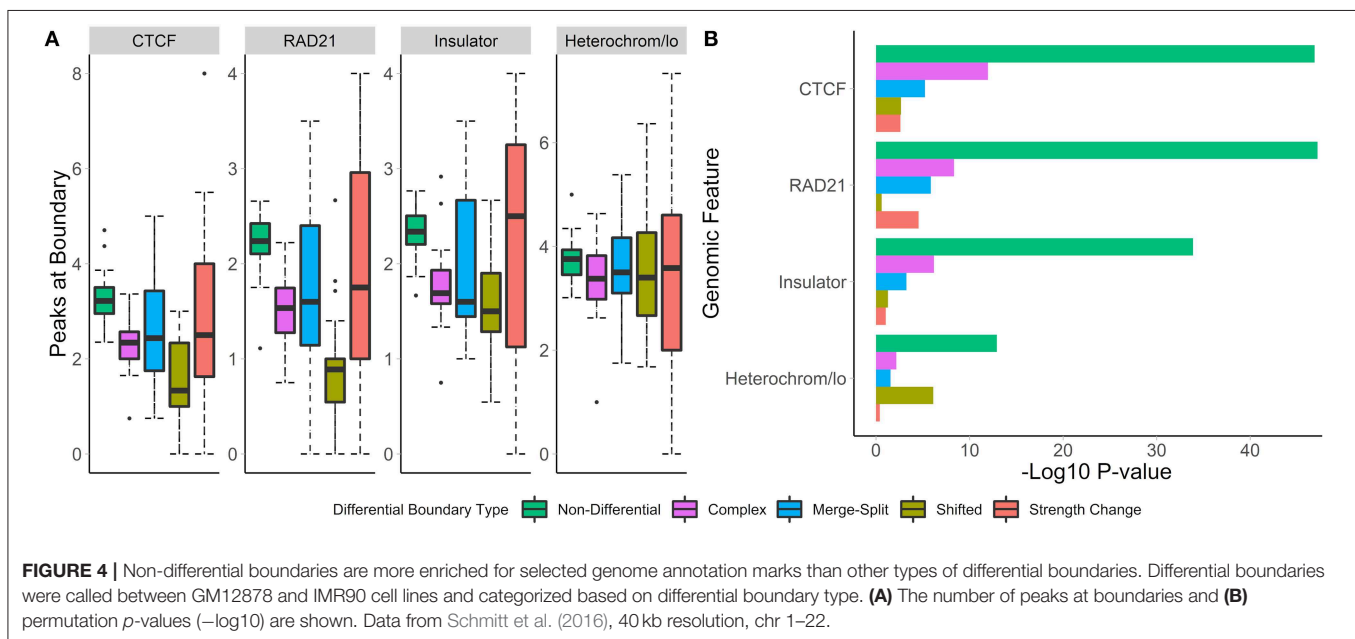 A
CTCF
RAD21
Insulator
Heterochrom/lo
Peaks at Boundary
8
6
4
2
0
4
3
2
1
0
4
3
2
1
0
6
4
2
0
B
Genomic Feature
CTCF
RAD21
Insulator
Heterochrom/lo
0 10 20 30 40
-Log10 P-value
Differential Boundary Type Non-Differential Complex Merge-Split Shifted Strength Change
FIGURE 4 | Non-differential boundaries are more enriched for selected genome annotation marks than other types of differential boundaries. Differential boundaries
were called between GM12878 and IMR90 cell lines and categorized based on differential boundary type. (A) The number of peaks at boundaries and (B)
permutation p-values (−log10) are shown. Data from Schmitt et al. (2016), 40 kb resolution, chr 1–22.